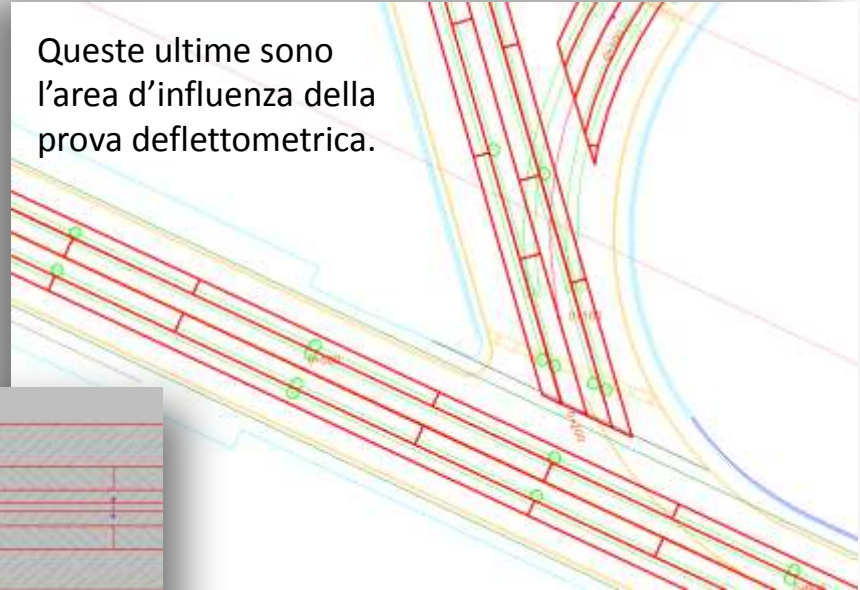 Queste ultime sono
l’area d’influenza della
prova deflettometrica.